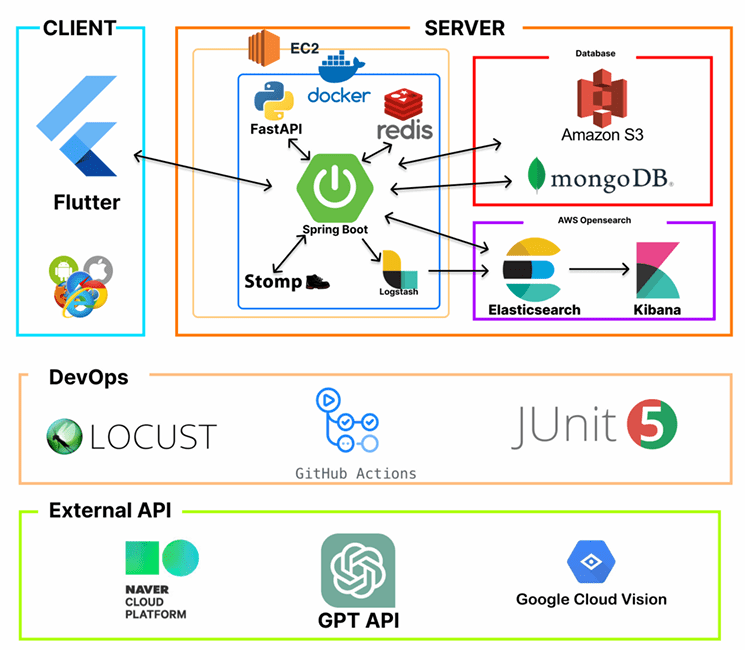 CLIENT
SERVER
EC2
Database
docker
FastAPI
redis
Amazon S3
Flutter
mongoDB®
Spring Boot
AWS Opensearch
Stomp
Logstash
Elasticsearch
Kibana
DevOps
LOCUST
JUnit 5
GitHub Actions
External API
NAVER
CLOUD
PLATFORM
GPT API
Google Cloud Vision